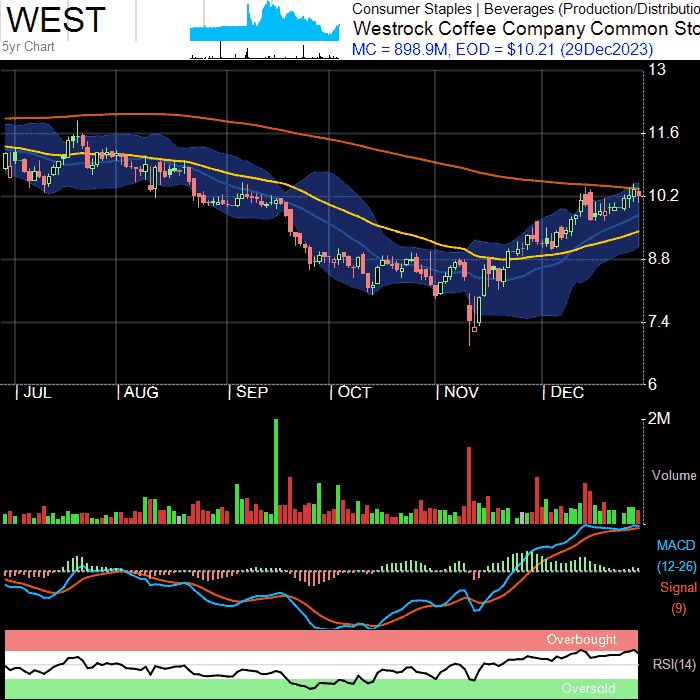 WEST
5yr Chart
Consumer Staples | Beverages (Production/Distributio
Westrock Coffee Company Common Sto
MC = 898.9M, EOD = $10.21 (29Dec2023)
13
11.6
10.2
8.8
7.4
6
| JUL | AUG | SEP | OCT | NOV | DEC
2M
Volume
MACD
(12-26)
Signal
(9)
Overbought
RSI(14)
Oversold